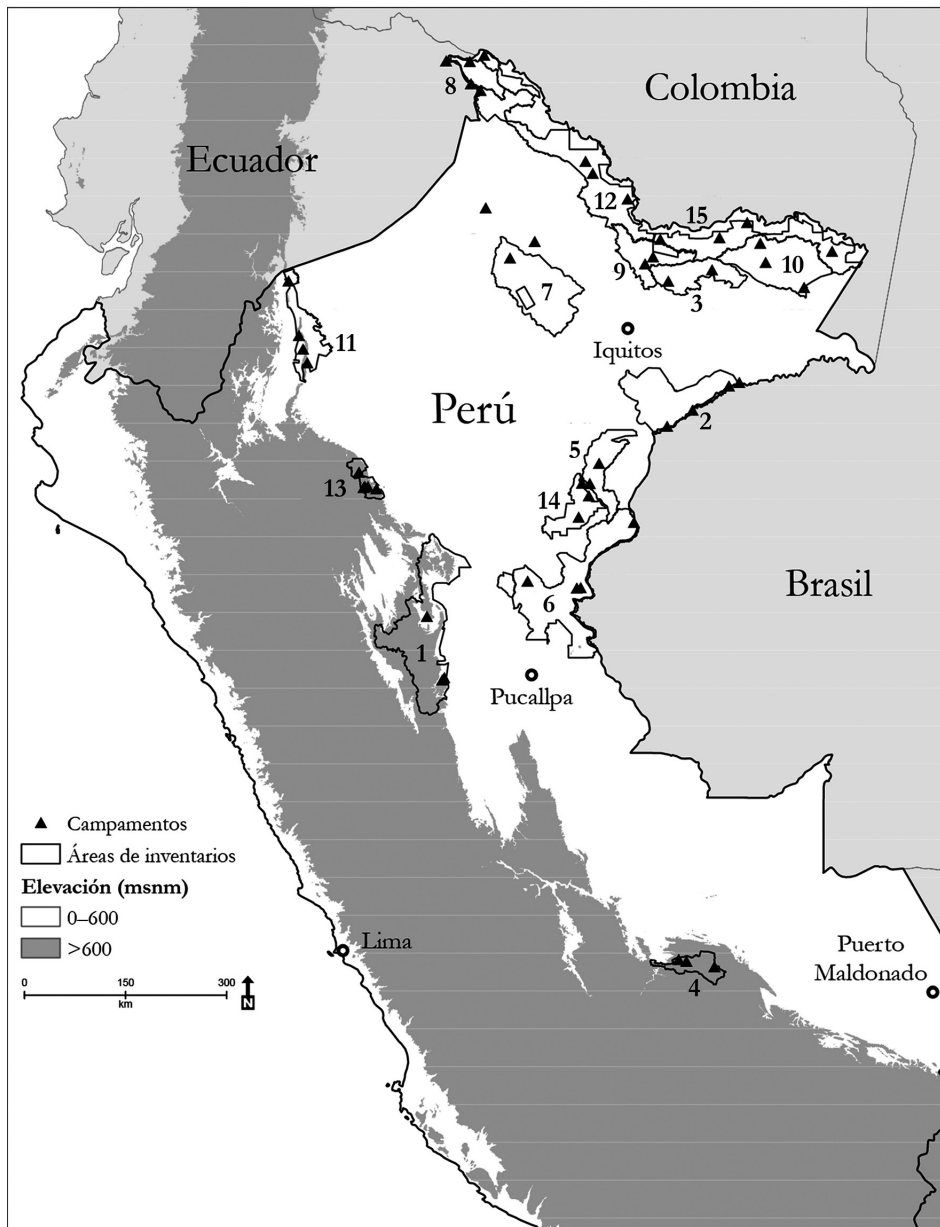 Colombia
8
Ecuador
12
15
9
10
3
7
11
Iquitos
Perú
2
5
13
14
Brasil
6
1
Pucallpa
Campamentos
Áreas de inventarios
Elevación (msnm)
0–600
>600
Lima
Puerto
Maldonado
4
0 150 300
km
N